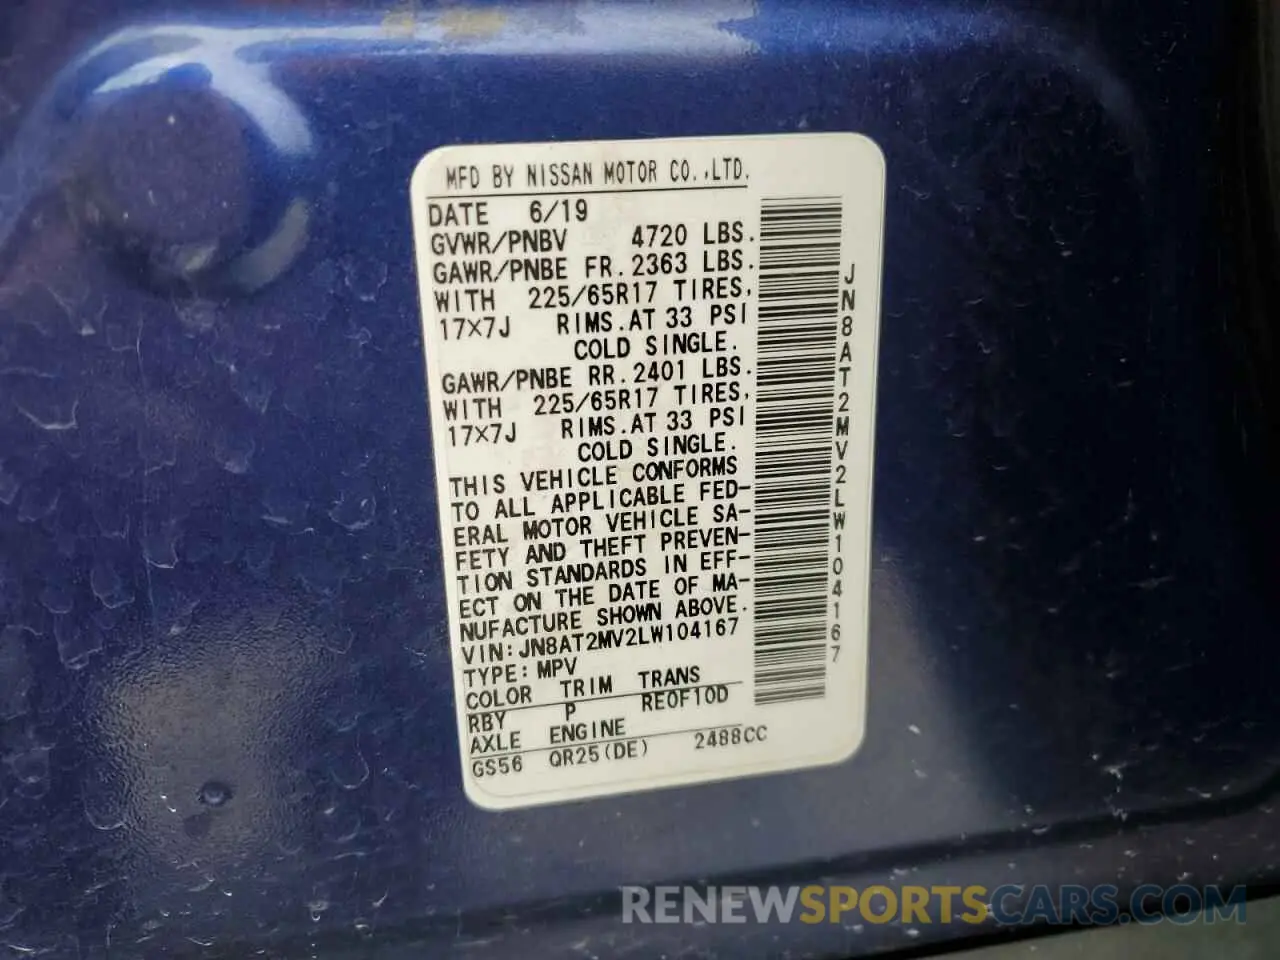 MFD BY NISSAN MOTOR CO.,LTD.
DATE 6/19
GVWR/PNBV 4720 LBS.
GAWR/PNBE FR.2363 LBS.
WITH 225/65R17 TIRES,
17×7J RIMS.AT 33 PSI
COLD SINGLE.
GAWR/PNBE RR.2401 LBS.
WITH 225/65R17 TIRES,
17×7J RIMS.AT 33 PSI
COLD SINGLE.
THIS VEHICLE CONFORMS
TO ALL APPLICABLE FED-
ERAL MOTOR VEHICLE SA-
FETY AND THEFT PREVEN-
TION STANDARDS IN EFF-
ECT ON THE DATE OF MA-
NUFACTURE SHOWN ABOVE.
VIN:JN8AT2MV2LW104167
TYPE:MPV
COLOR TRIM TRANS
RBY P RE0F10D
AXLE ENGINE
GS56 QR25(DE) 2488CC
JN8AT2MV2LW104167
RENEWSPORTSCARS.COM